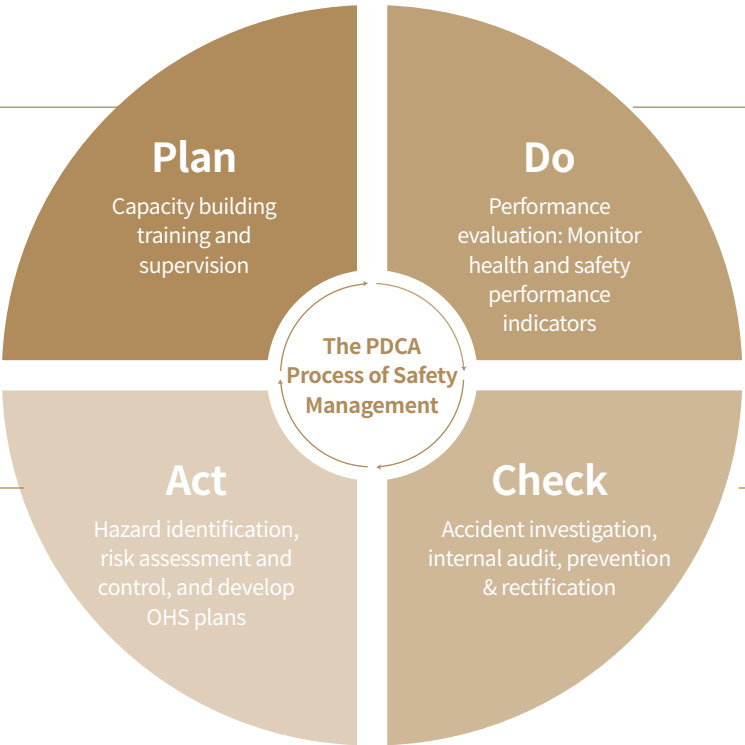 Plan
Capacity building
training and
supervision
Do
Performance
evaluation: Monitor
health and safety
performance
indicators
The PDCA
Process of Safety
Management
Act
Hazard identification,
risk assessment and
control, and develop
OHS plans
Check
Accident investigation,
internal audit, prevention
& rectification